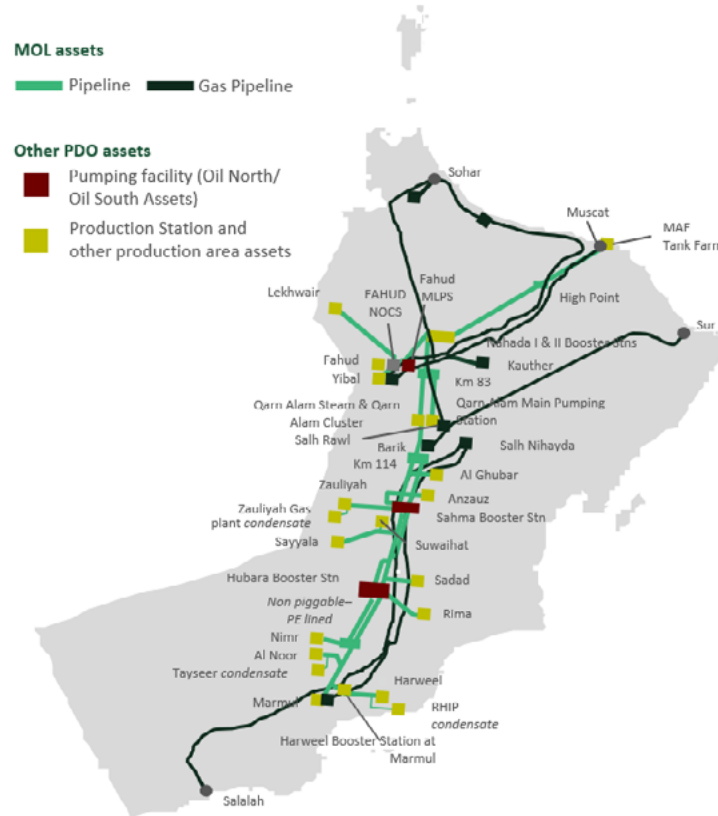 MOL assets
Pipeline
Gas Pipeline
Other PDO assets
Pumping facility (Oil North/
Oil South Assets)
Production Station and
other production area assets
Sohar
Muscat
MAF
Tank Farm
Lekhwair
FAHUD
NOCS
Fahud
MLPS
High Point
Sur
Nahada I & II Booster Stns
Fahud
Yibal
Kauther
Km 83
Qarn Alam Steam & Qarn
Alam Cluster
Qarn Alam Main Pumping
Station
Salh Rawl
Barik
Salh Nihayda
Km 114
Al Ghubar
Zauliyah
Anzauz
Zauliyah Gas
plant condensate
Sahma Booster Stn
Sayyala
Suwaihat
Hubara Booster Stn
Sadad
Non piggable–
PE lined
Rima
Nimr
Al Noor
Tayseer condensate
Harweel
Marmul
RHIP
condensate
Harweel Booster Station at
Marmul
Salalah